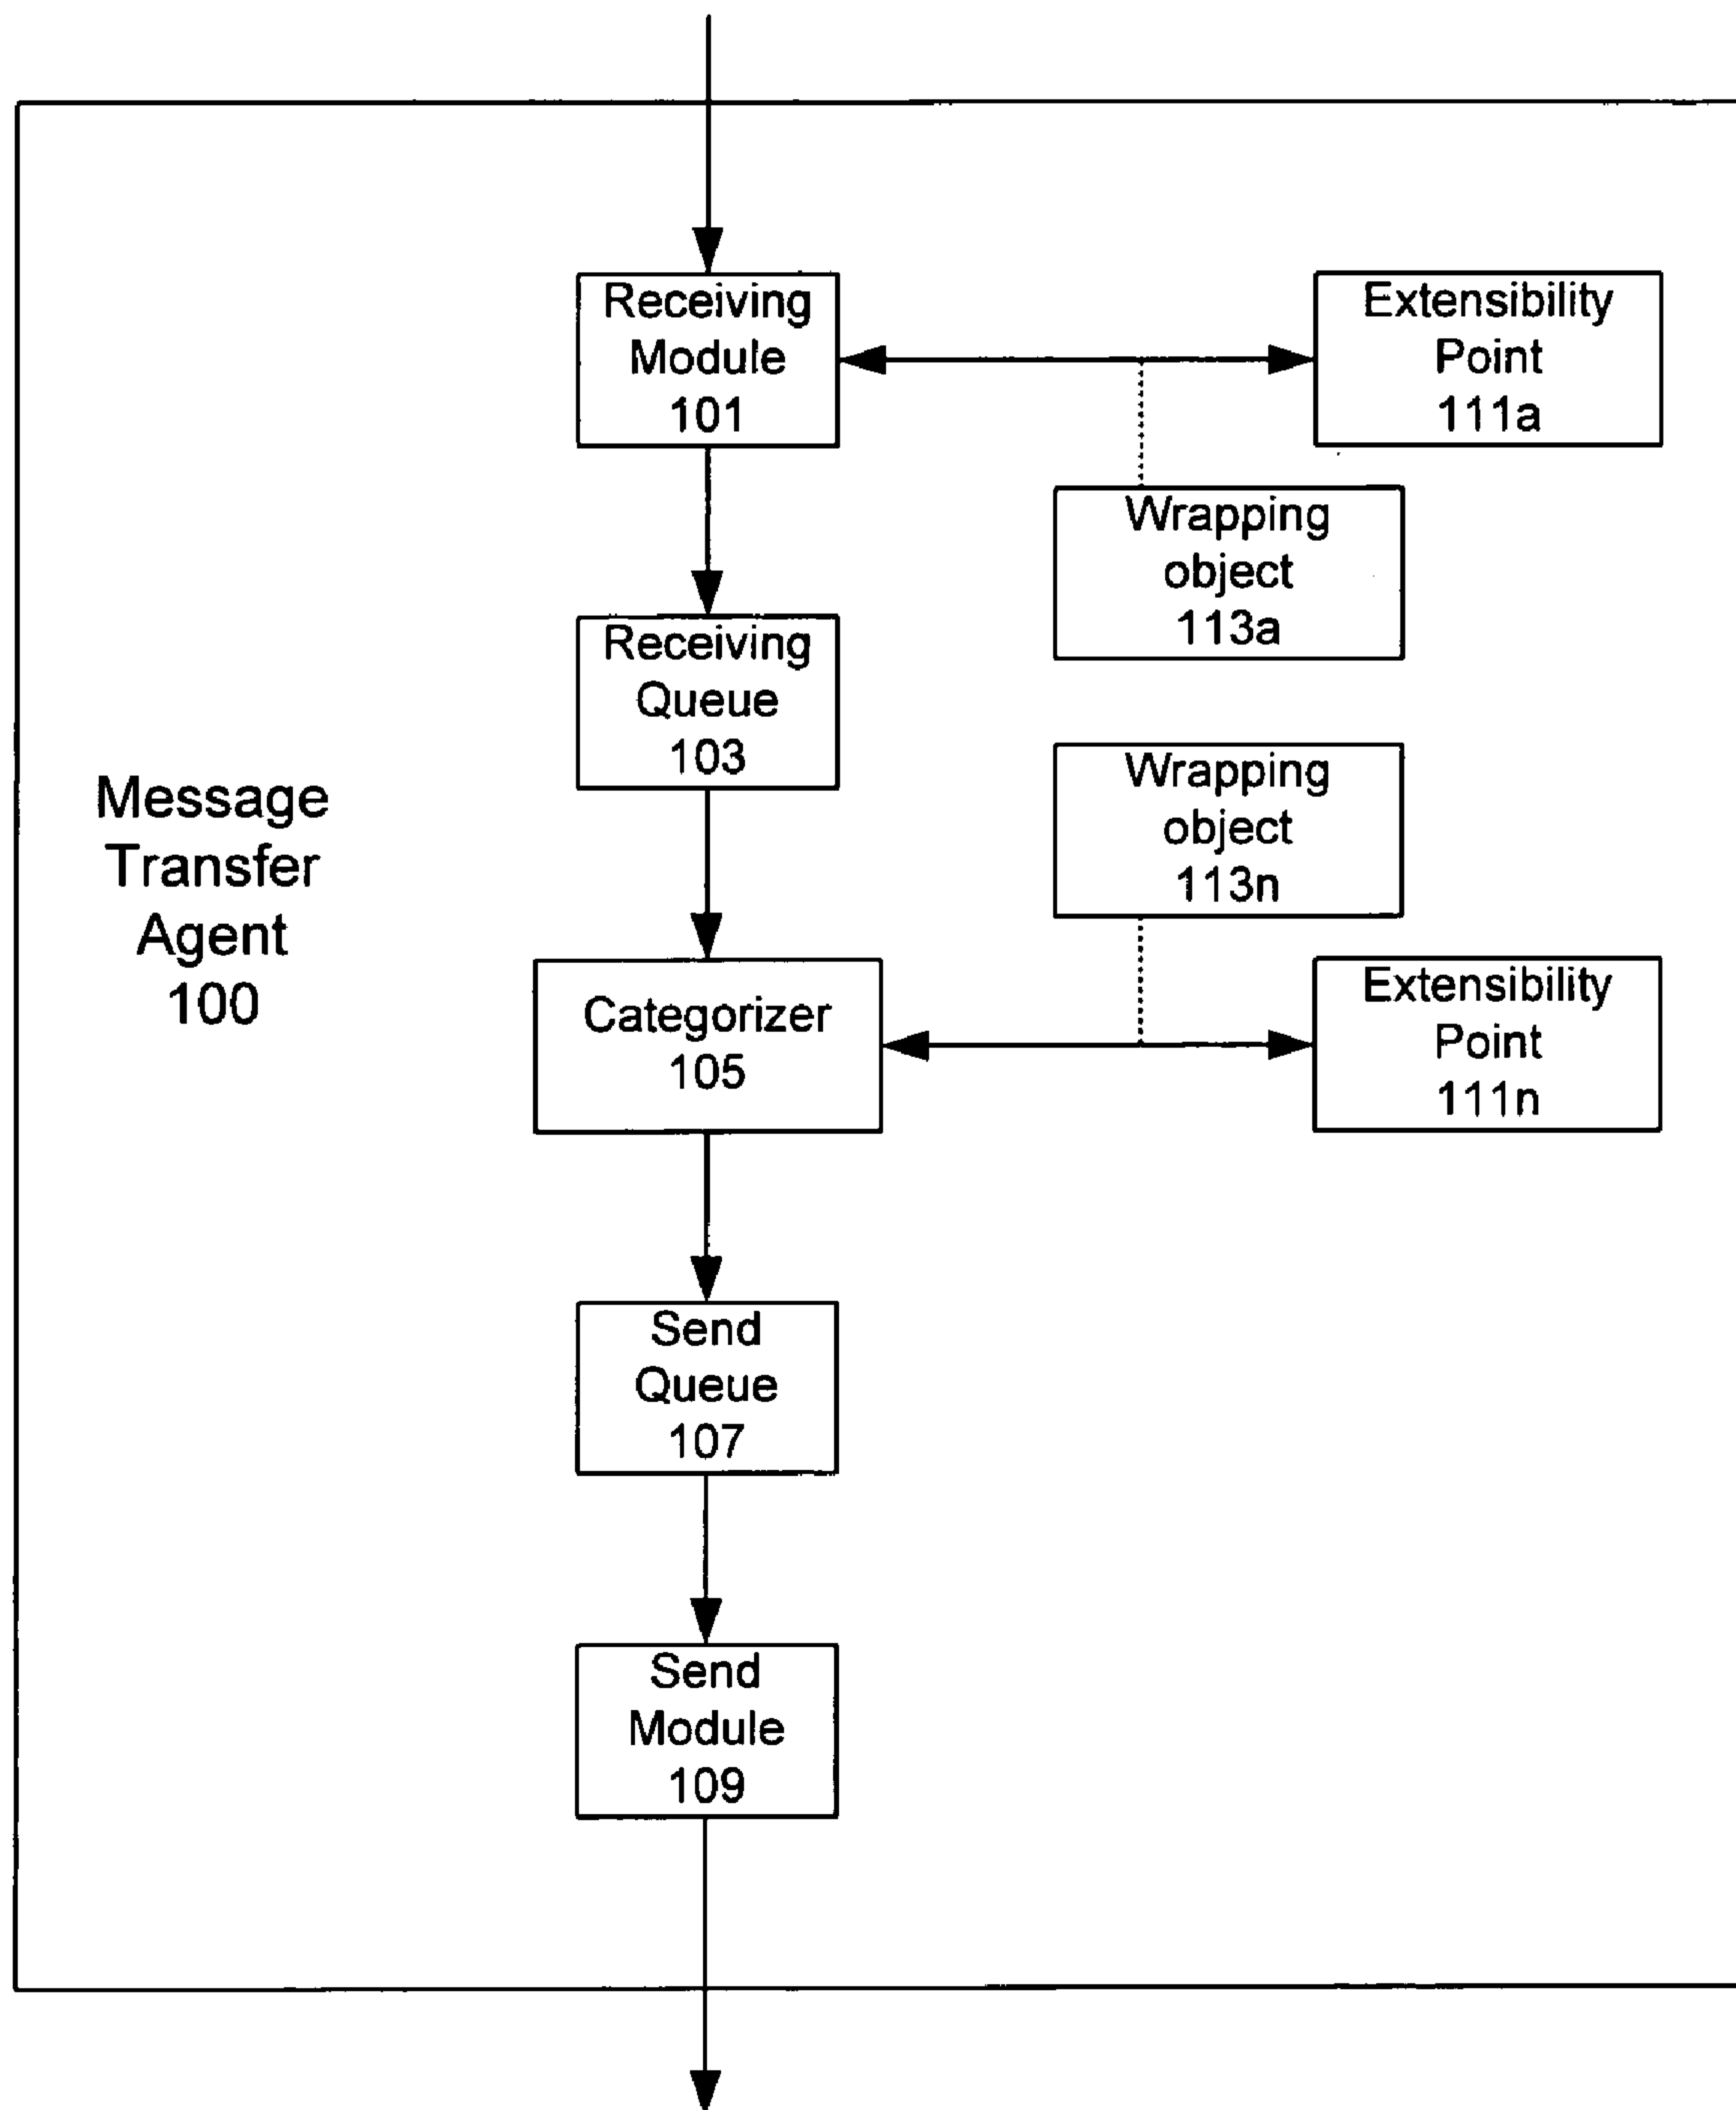 Receiving
Module
101
Extensibility
Point
111a
Wrapping
object
113a
Receiving
Queue
103
Wrapping
object
113n
Message
Transfer
Agent
100
Categorizer
105
Extensibility
Point
111n
Send
Queue
107
Send
Module
109